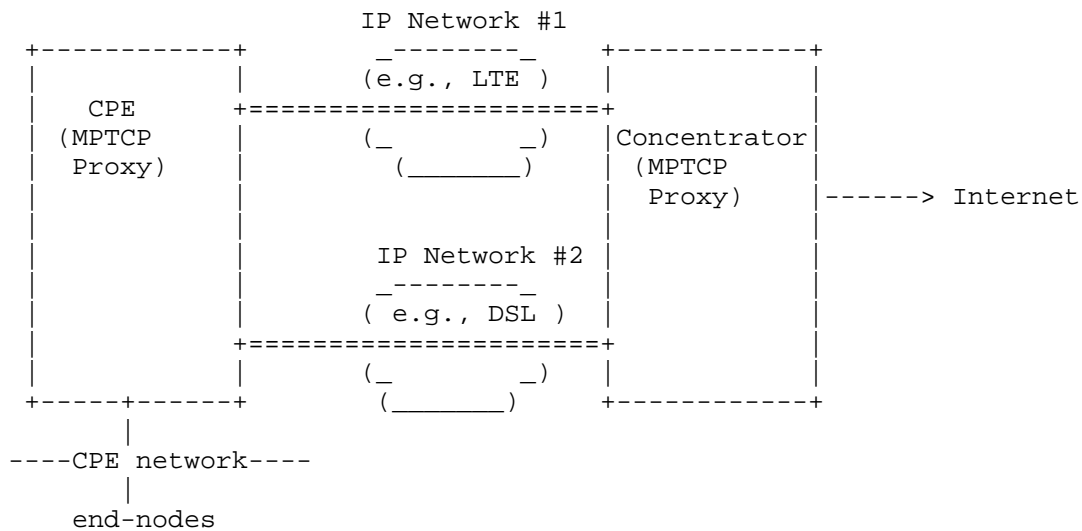 IP Network #1
(e.g., LTE )
CPE
(MPTCP Concentrator
Proxy) (MPTCP
Proxy) ------> Internet
IP Network #2
( e.g., DSL )
----CPE network----
end-nodes